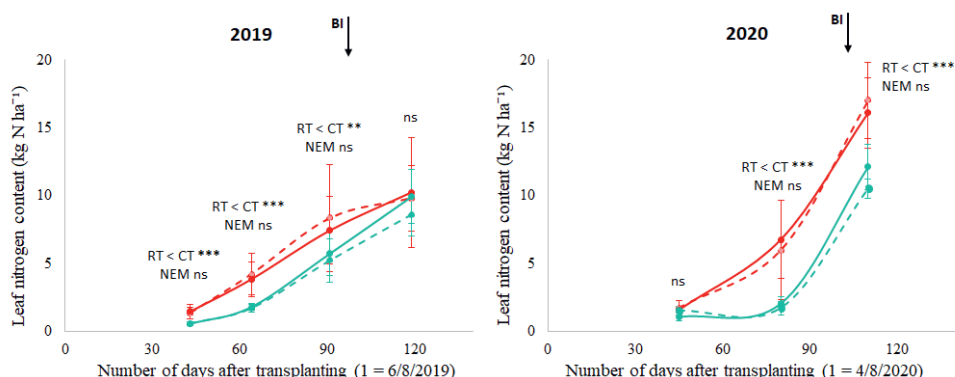 BI
2019
20
15
10
5
0
Leaf nitrogen content (kg N ha⁻¹)
RT < CT ***
NEM ns
RT < CT ***
NEM ns
RT < CT **
NEM ns
ns
0
30
60
90
120
Number of days after transplanting (1 = 6/8/2019)
BI
2020
20
15
10
5
0
Leaf nitrogen content (kg N ha⁻¹)
ns
RT < CT ***
NEM ns
RT < CT ***
NEM ns
0
30
60
90
120
Number of days after transplanting (1 = 4/8/2020)